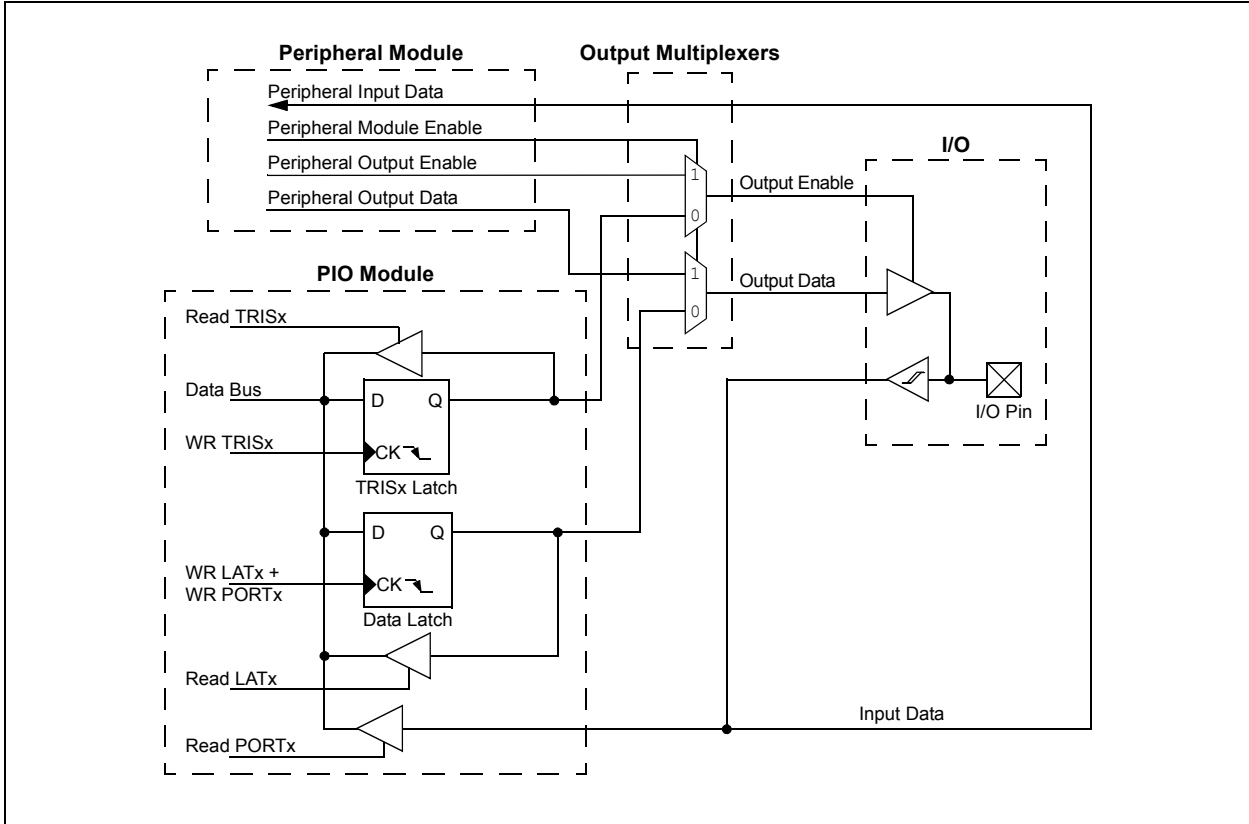 Peripheral Module
Output Multiplexers
Peripheral Input Data
Peripheral Module Enable
Peripheral Output Enable
Peripheral Output Data
1
0
1
0
Output Enable
Output Data
I/O
I/O Pin
PIO Module
Read TRISx
Data Bus
D
Q
WR TRISx
CK
TRISx Latch
D
Q
WR LATx +
WR PORTx
CK
Data Latch
Read LATx
Read PORTx
Input Data